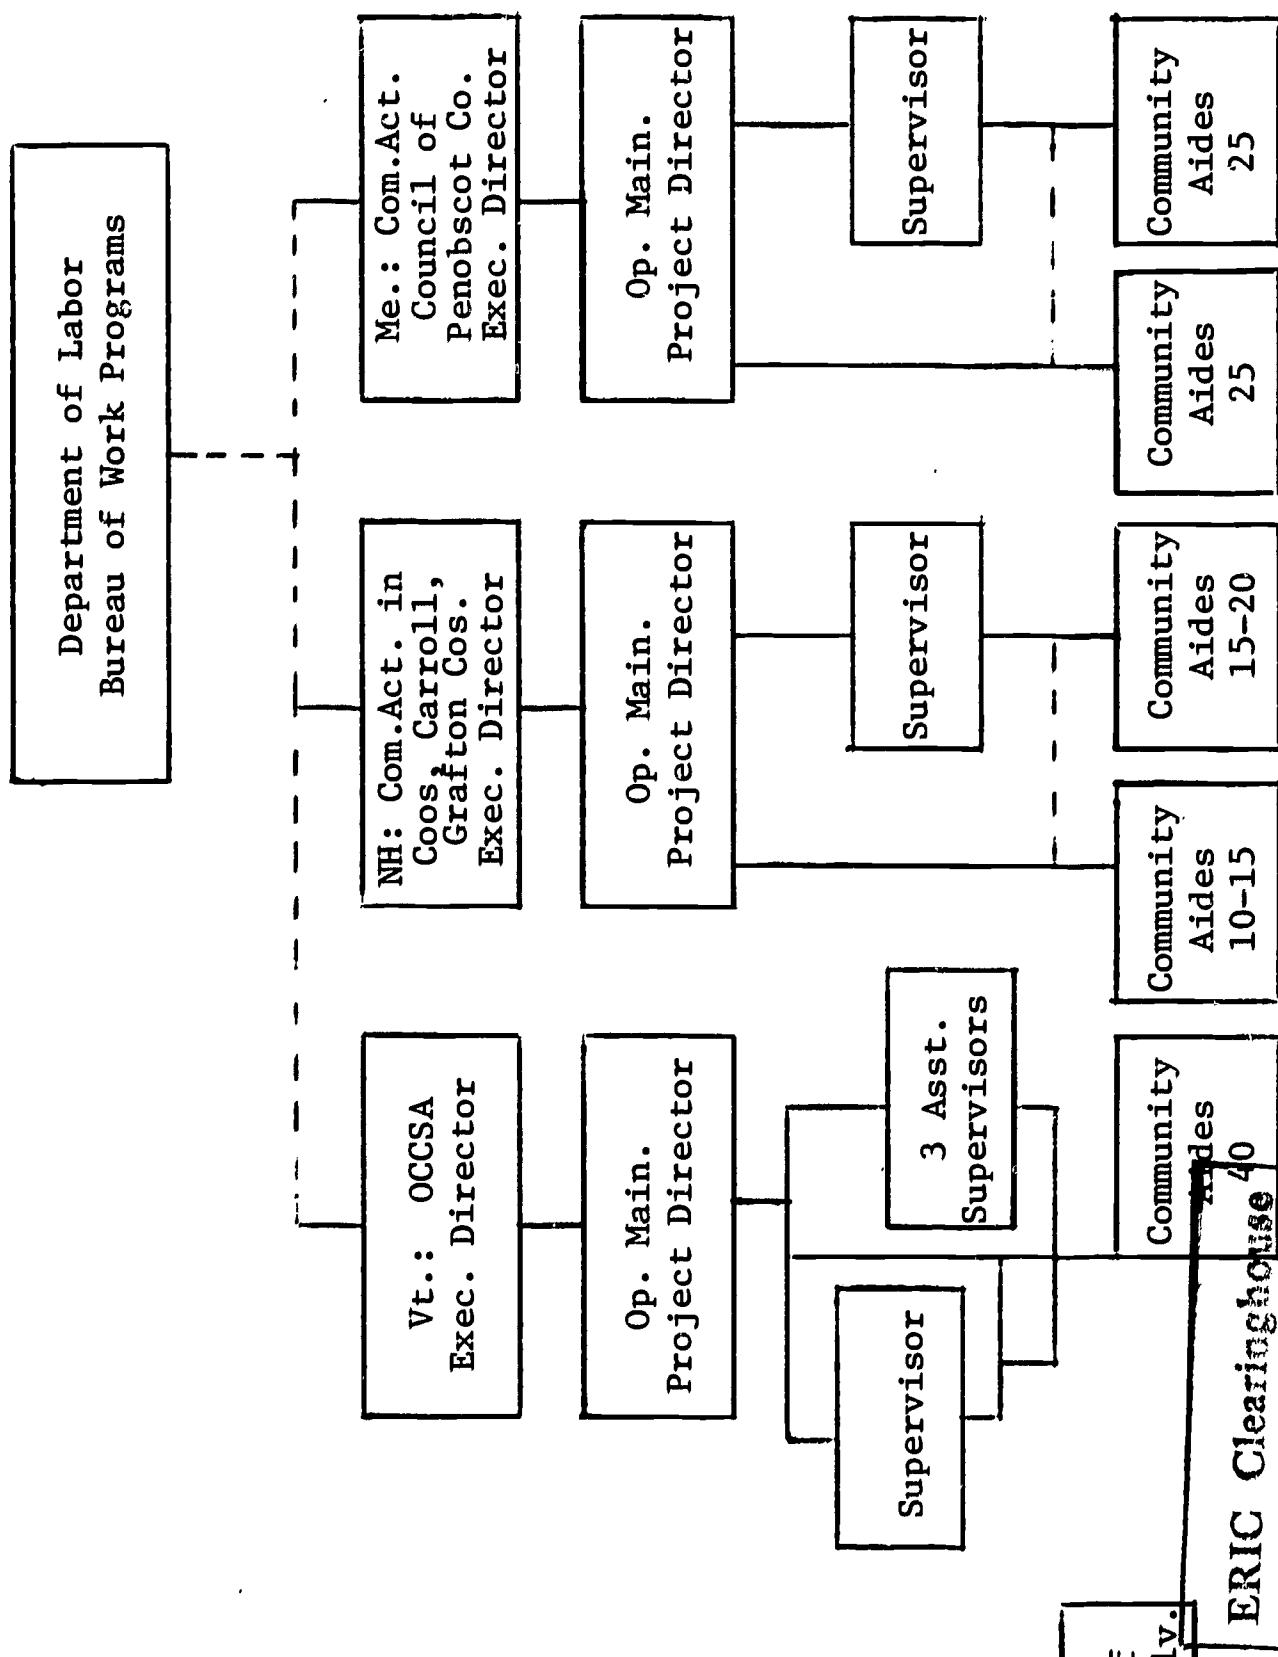 Department of Labor
Bureau of Work Programs
Vt.: OCCSA
Exec. Director
NH: Com.Act. in
Coos, Carroll,
Grafton Cos.
Exec. Director
Me.: Com.Act.
Council of
Penobscot Co.
Exec. Director
Op. Main.
Project Director
Op. Main.
Project Director
Op. Main.
Project Director
Supervisor
3 Asst.
Supervisors
Supervisor
Supervisor
Community
Aides
40
Community
Aides
10-15
Community
Aides
15-20
Community
Aides
25
Community
Aides
25
ERIC Clearinghouse